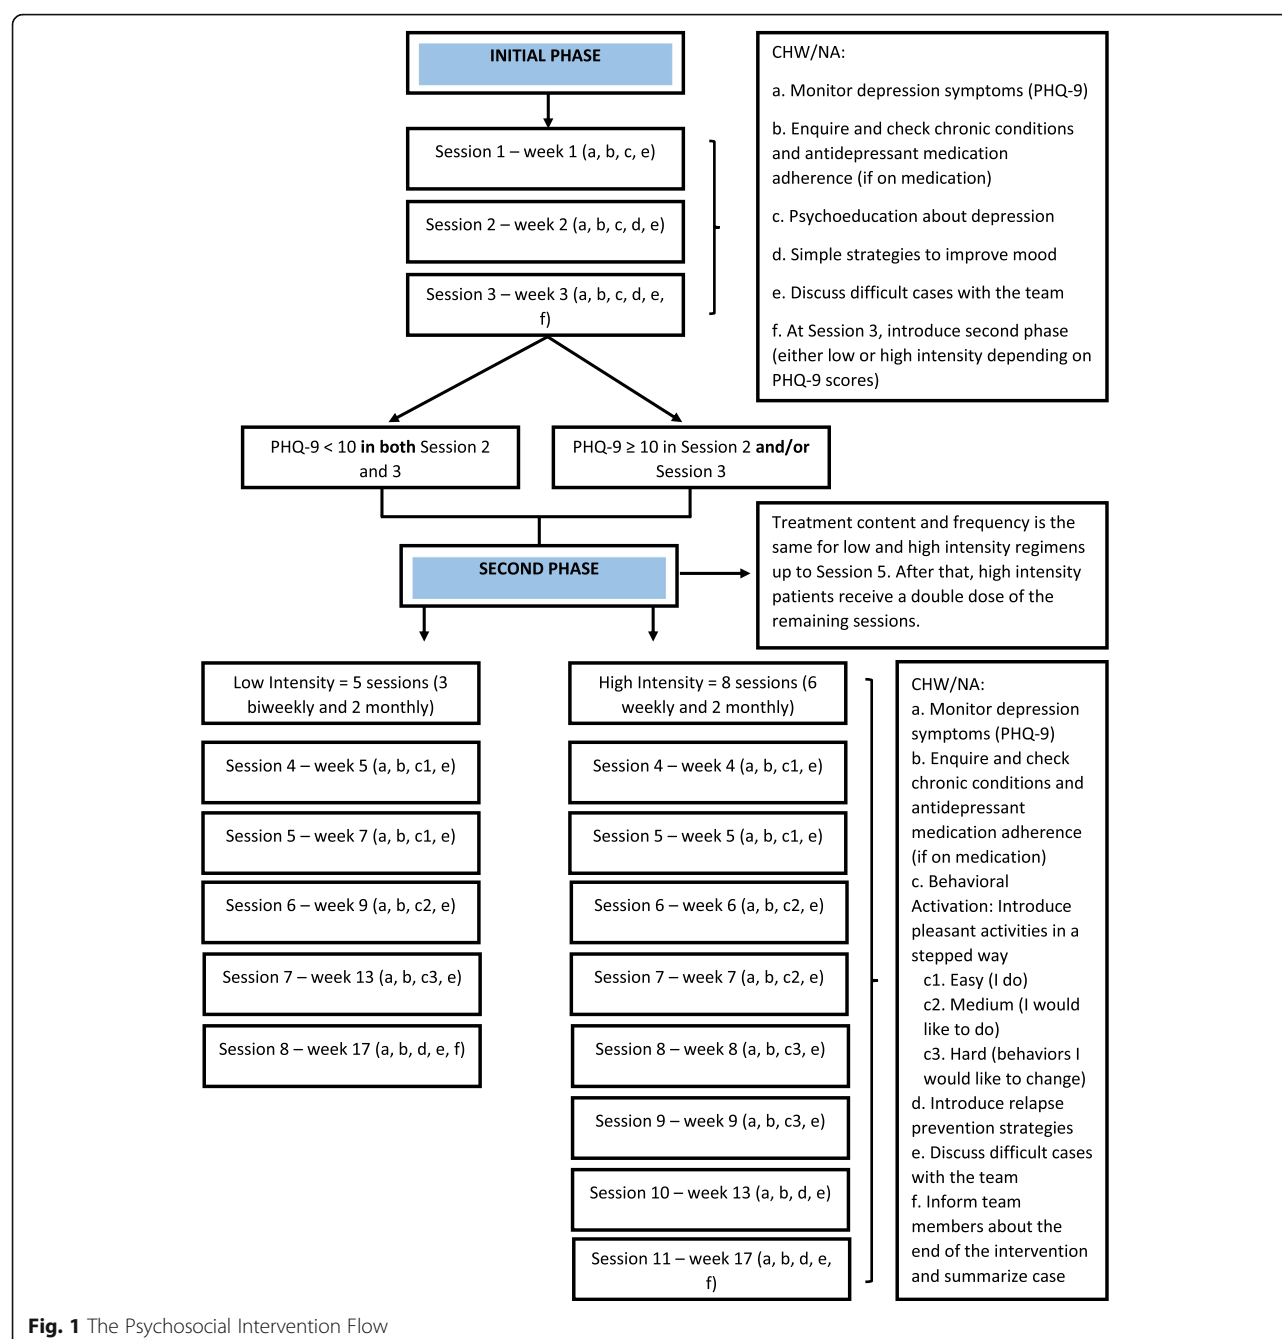 INITIAL PHASE
Session 1 – week 1 (a, b, c, e)
Session 2 – week 2 (a, b, c, d, e)
Session 3 – week 3 (a, b, c, d, e,
f)
CHW/NA:
a. Monitor depression symptoms (PHQ-9)
b. Enquire and check chronic conditions
and antidepressant medication
adherence (if on medication)
c. Psychoeducation about depression
d. Simple strategies to improve mood
e. Discuss difficult cases with the team
f. At Session 3, introduce second phase
(either low or high intensity depending on
PHQ-9 scores)
PHQ-9 < 10 in both Session 2
and 3
PHQ-9 ≥ 10 in Session 2 and/or
Session 3
SECOND PHASE
Treatment content and frequency is the
same for low and high intensity regimens
up to Session 5. After that, high intensity
patients receive a double dose of the
remaining sessions.
Low Intensity = 5 sessions (3
biweekly and 2 monthly)
Session 4 – week 5 (a, b, c1, e)
Session 5 – week 7 (a, b, c1, e)
Session 6 – week 9 (a, b, c2, e)
Session 7 – week 13 (a, b, c3, e)
Session 8 – week 17 (a, b, d, e, f)
High Intensity = 8 sessions (6
weekly and 2 monthly)
Session 4 – week 4 (a, b, c1, e)
Session 5 – week 5 (a, b, c1, e)
Session 6 – week 6 (a, b, c2, e)
Session 7 – week 7 (a, b, c2, e)
Session 8 – week 8 (a, b, c3, e)
Session 9 – week 9 (a, b, c3, e)
Session 10 – week 13 (a, b, d, e)
Session 11 – week 17 (a, b, d, e,
f)
CHW/NA:
a. Monitor depression
symptoms (PHQ-9)
b. Enquire and check
chronic conditions and
antidepressant
medication adherence
(if on medication)
c. Behavioral
Activation: Introduce
pleasant activities in a
stepped way
c1. Easy (I do)
c2. Medium (I would
like to do)
c3. Hard (behaviors I
would like to change)
d. Introduce relapse
prevention strategies
e. Discuss difficult cases
with the team
f. Inform team
members about the
end of the intervention
and summarize case
Fig. 1 The Psychosocial Intervention Flow